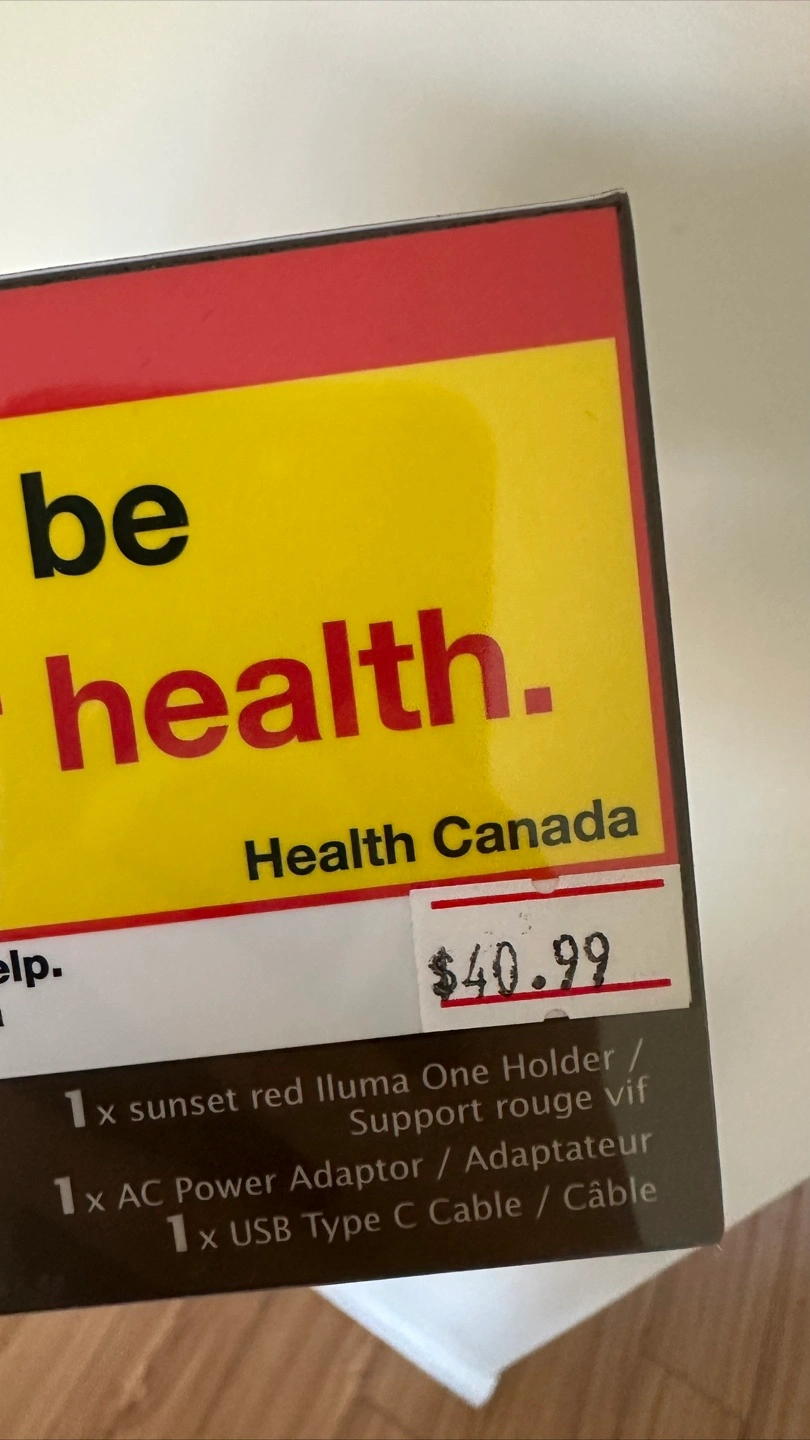 be
health.
Health Canada
elp.
$40.99
1 x sunset red Iluma One Holder /
Support rouge vif
1 x AC Power Adaptor / Adaptateur
1 x USB Type C Cable / Câble